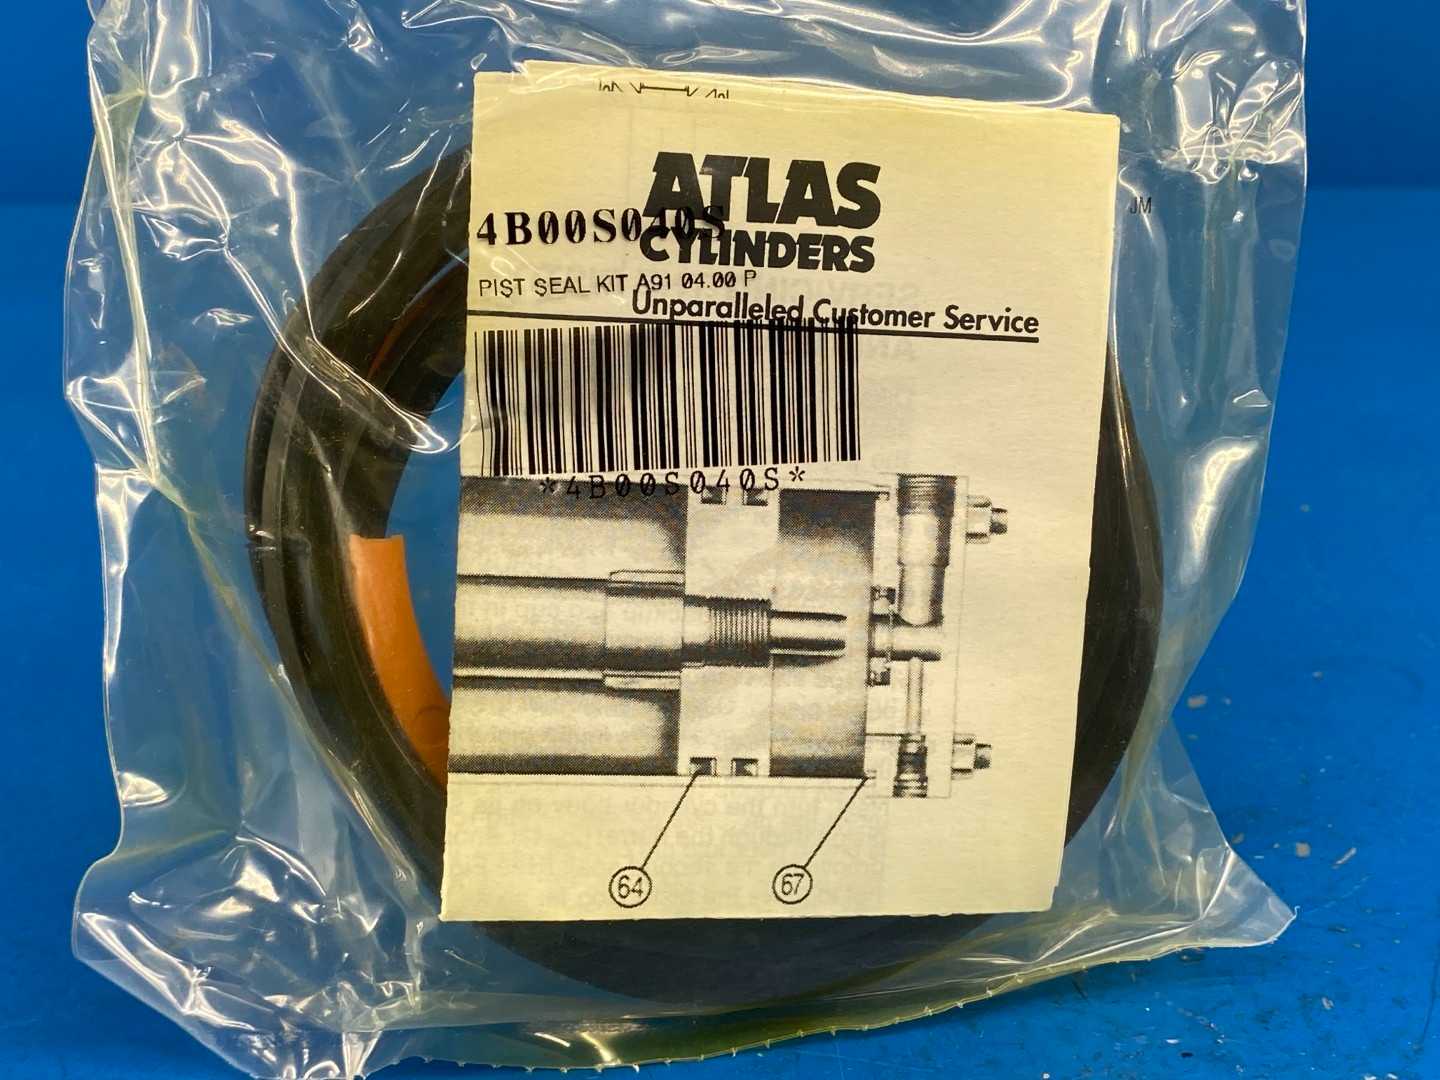 ATLAS
4B00S040S
CYLINDERS
PIST SEAL KIT A91 04.00 P
Unparalleled Customer Service
*4B00S040S*
64
67
JM